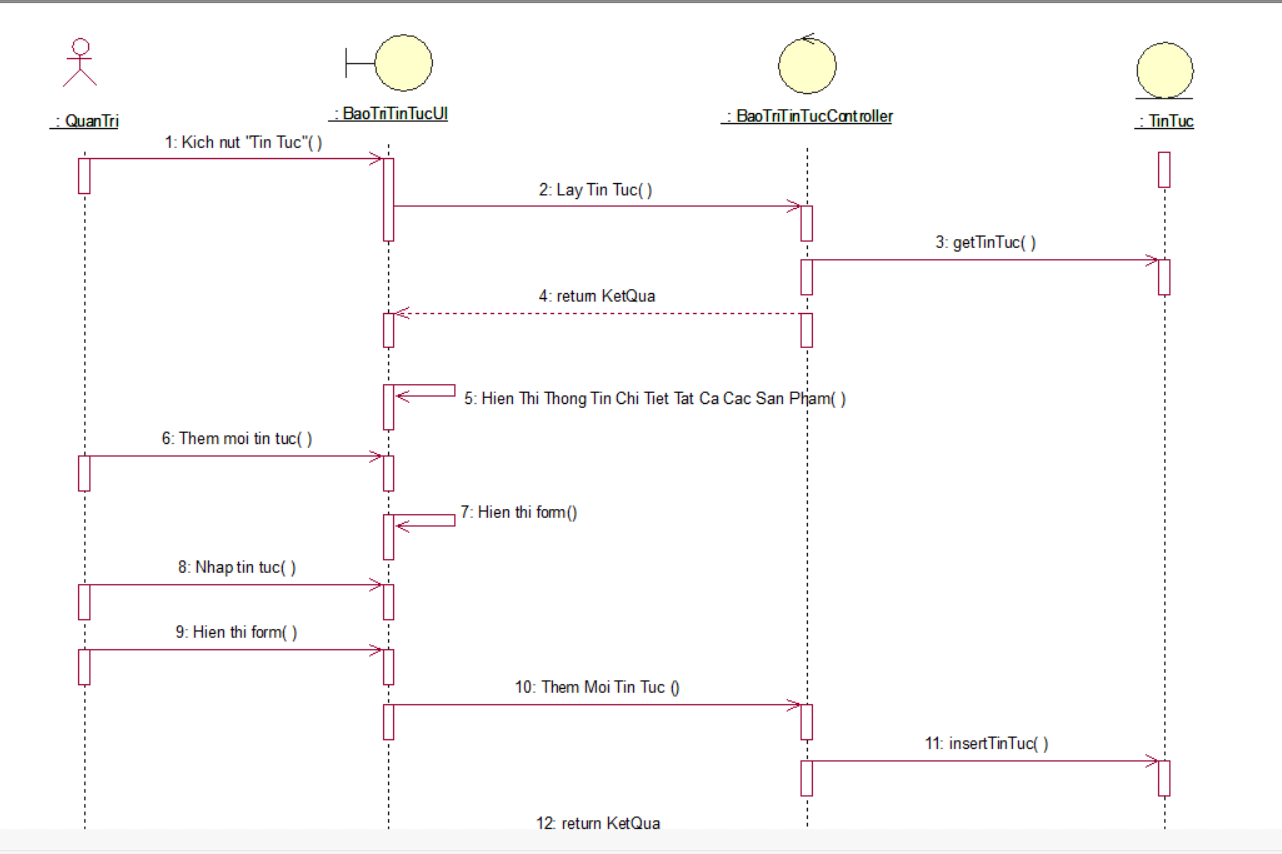 : QuanTri
: BaoTriTinTucUI
: BaoTriTinTucController
: TinTuc
1: Kich nut "Tin Tuc"( )
2: Lay Tin Tuc( )
3: getTinTuc( )
4: return KetQua
5: Hien Thi Thong Tin Chi Tiet Tat Ca Cac San Pham( )
6: Them moi tin tuc( )
7: Hien thi form()
8: Nhap tin tuc( )
9: Hien thi form( )
10: Them Moi Tin Tuc ()
11: insertTinTuc( )
12: return KetQua